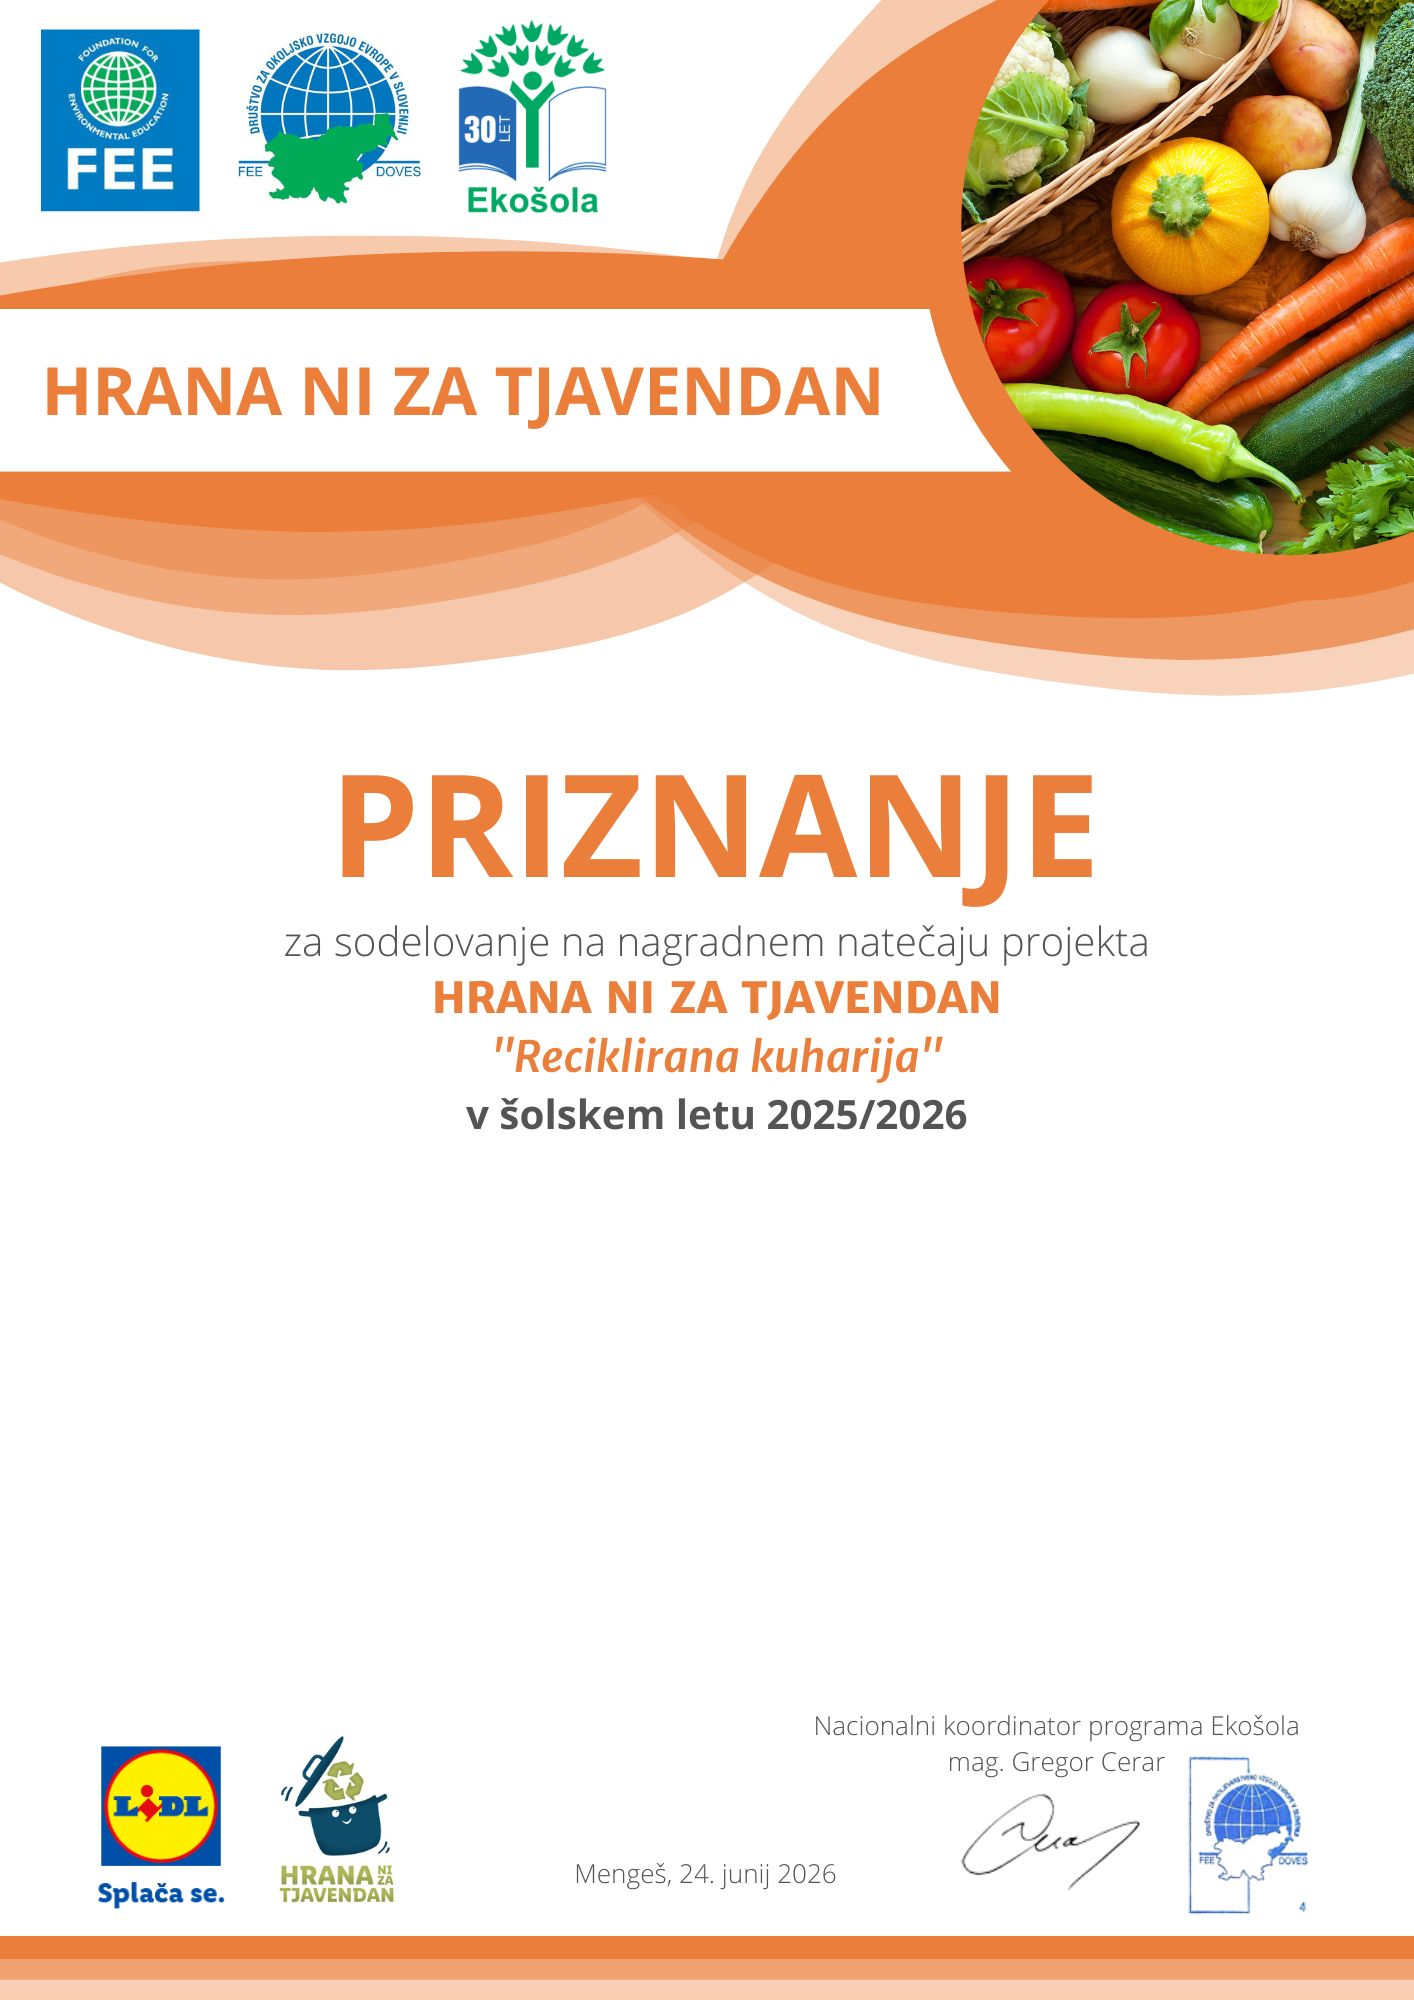 FOUNDATION FOR
ENVIRONMENTAL EDUCATION
FEE
DRUŠTVO ZA OKOLJSKO VZGOJO EVROPE V SLOVENIJI
FEE DOVES
30 LET
Ekošola
HRANA NI ZA TJAVENDAN
PRIZNANJE
za sodelovanje na nagradnem natečaju projekta
HRANA NI ZA TJAVENDAN
"Reciklirana kuharija"
v šolskem letu 2025/2026
Nacionalni koordinator programa Ekošola
mag. Gregor Cerar
LIDL
Splača se.
HRANA NI ZA
TJAVENDAN
Mengeš, 24. junij 2026
FEE DOVES
4